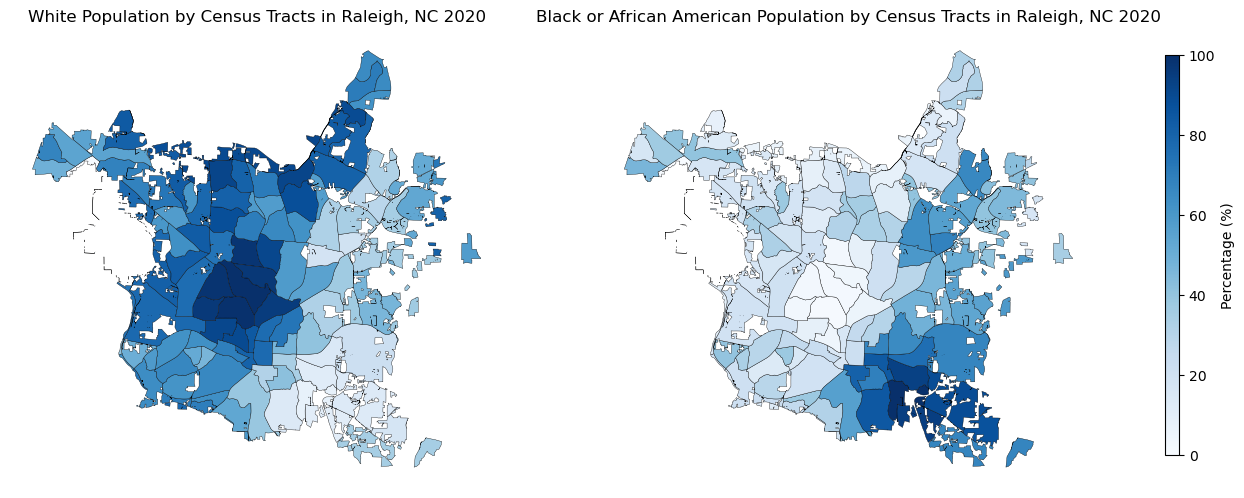 White Population by Census Tracts in Raleigh, NC 2020
Black or African American Population by Census Tracts in Raleigh, NC 2020
100
80
60
40
20
0
Percentage (%)